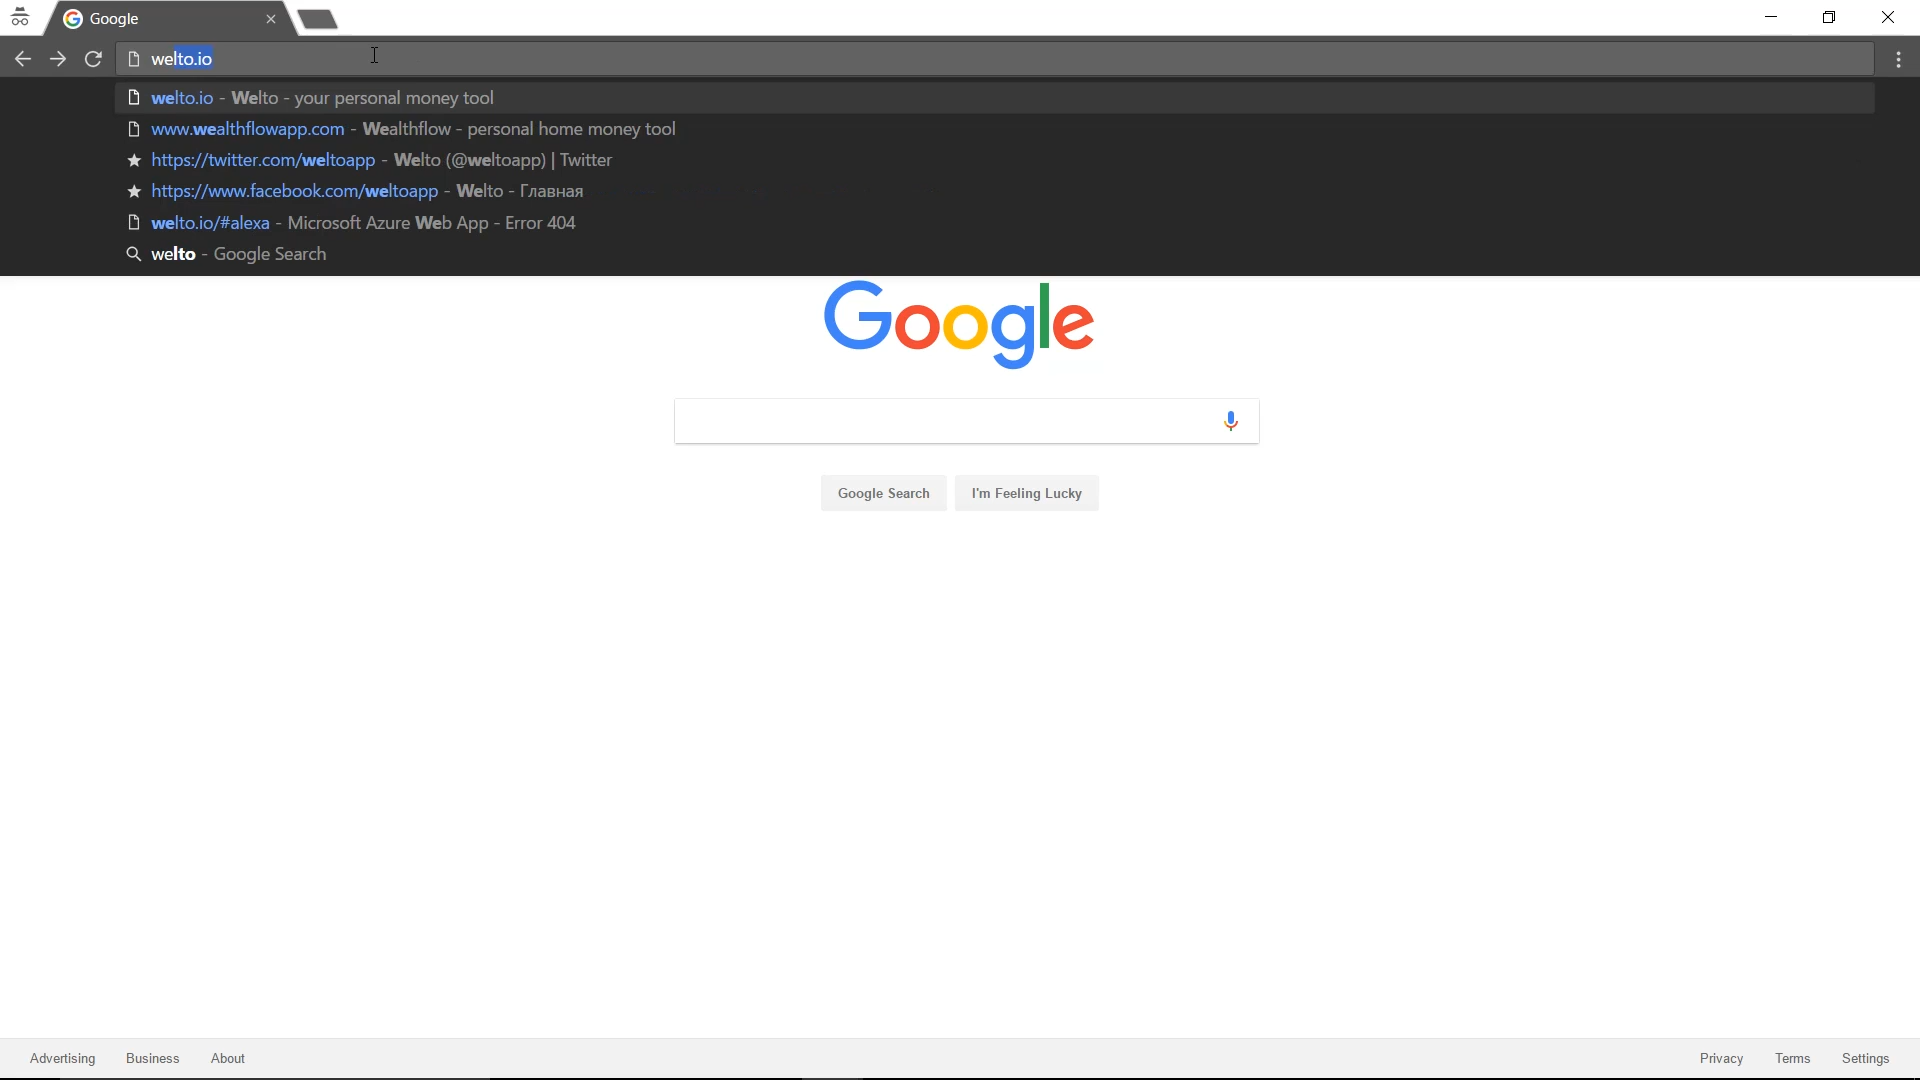 Google
welto.io
welto.io - Welto - your personal money tool
www.wealthflowapp.com - Wealthflow - personal home money tool
https://twitter.com/weltoapp - Welto (@weltoapp) | Twitter
https://www.facebook.com/weltoapp - Welto - Главная
welto.io/#alexa - Microsoft Azure Web App - Error 404
welto - Google Search
Google
Google Search I'm Feeling Lucky
Advertising Business About Privacy Terms Settings